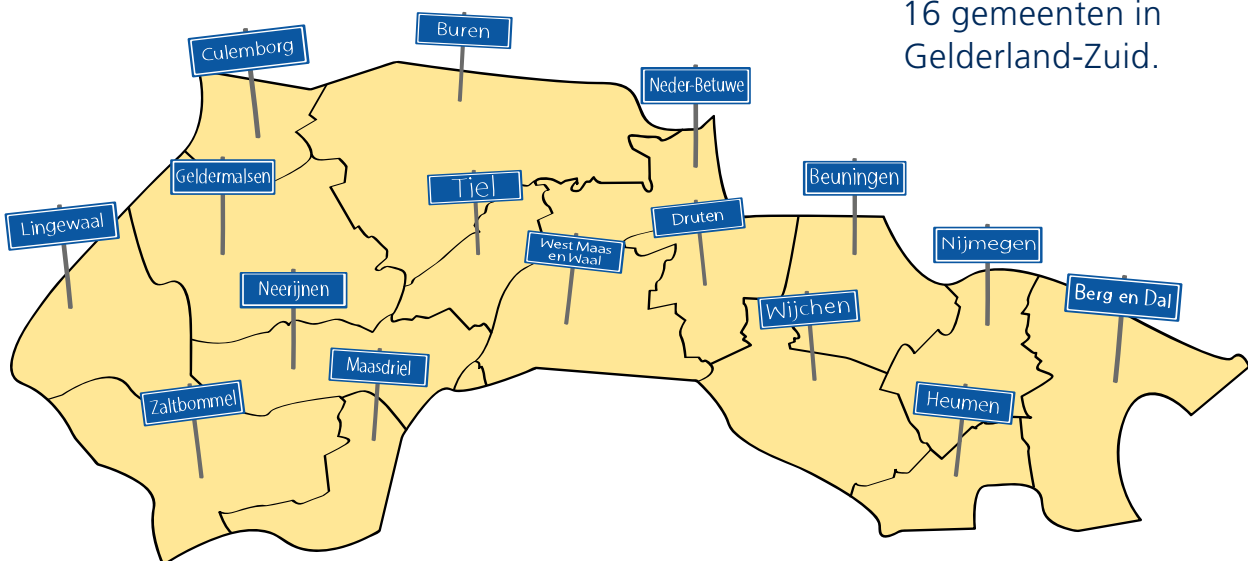 16 gemeenten in
Gelderland-Zuid.
Culemborg
Buren
Neder-Betuwe
Geldermalsen
Tiel
Beuningen
Lingewaal
Druten
West Maas
en Waal
Nijmegen
Neerijnen
Wijchen
Berg en Dal
Maasdriel
Zaltbommel
Heumen